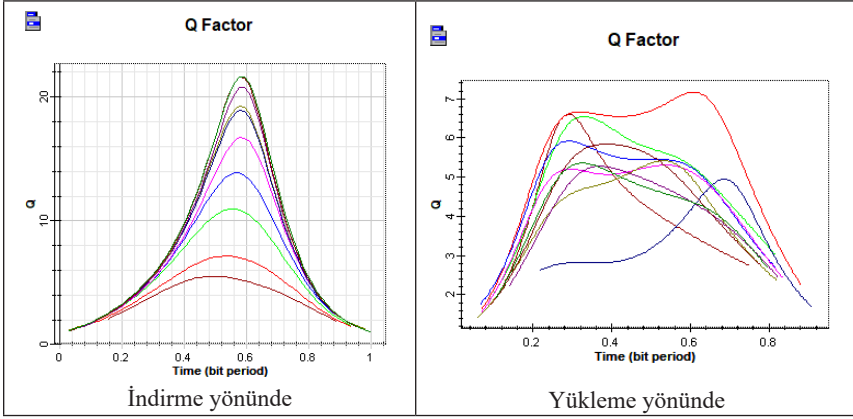 Q Factor
20
10
0
Q
0 0.2 0.4 0.6 0.8 1
Time (bit period)
İndirme yönünde
Q Factor
7
6
5
4
3
2
Q
0.2 0.4 0.6 0.8
Time (bit period)
Yükleme yönünde